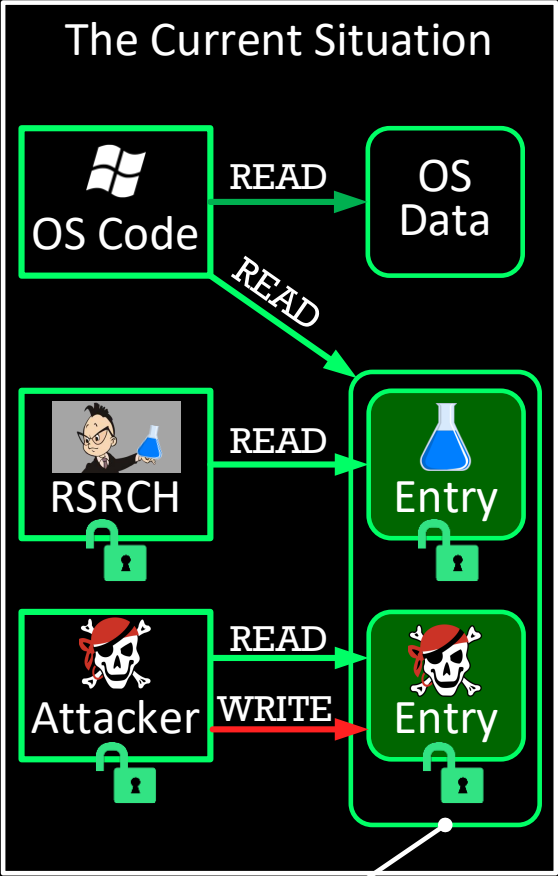 The Current Situation
READ
OS Code
OS
Data
READ
READ
RSRCH
Entry
READ
WRITE
Attacker
Entry